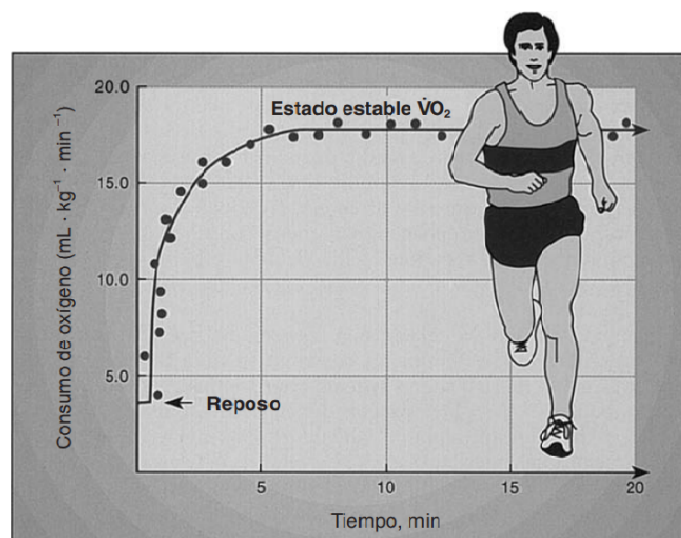 20.0
Estado estable V̇O₂
15.0
10.0
5.0
Reposo
Consumo de oxígeno (mL · kg⁻¹ · min⁻¹)
5
10
15
20
Tiempo, min